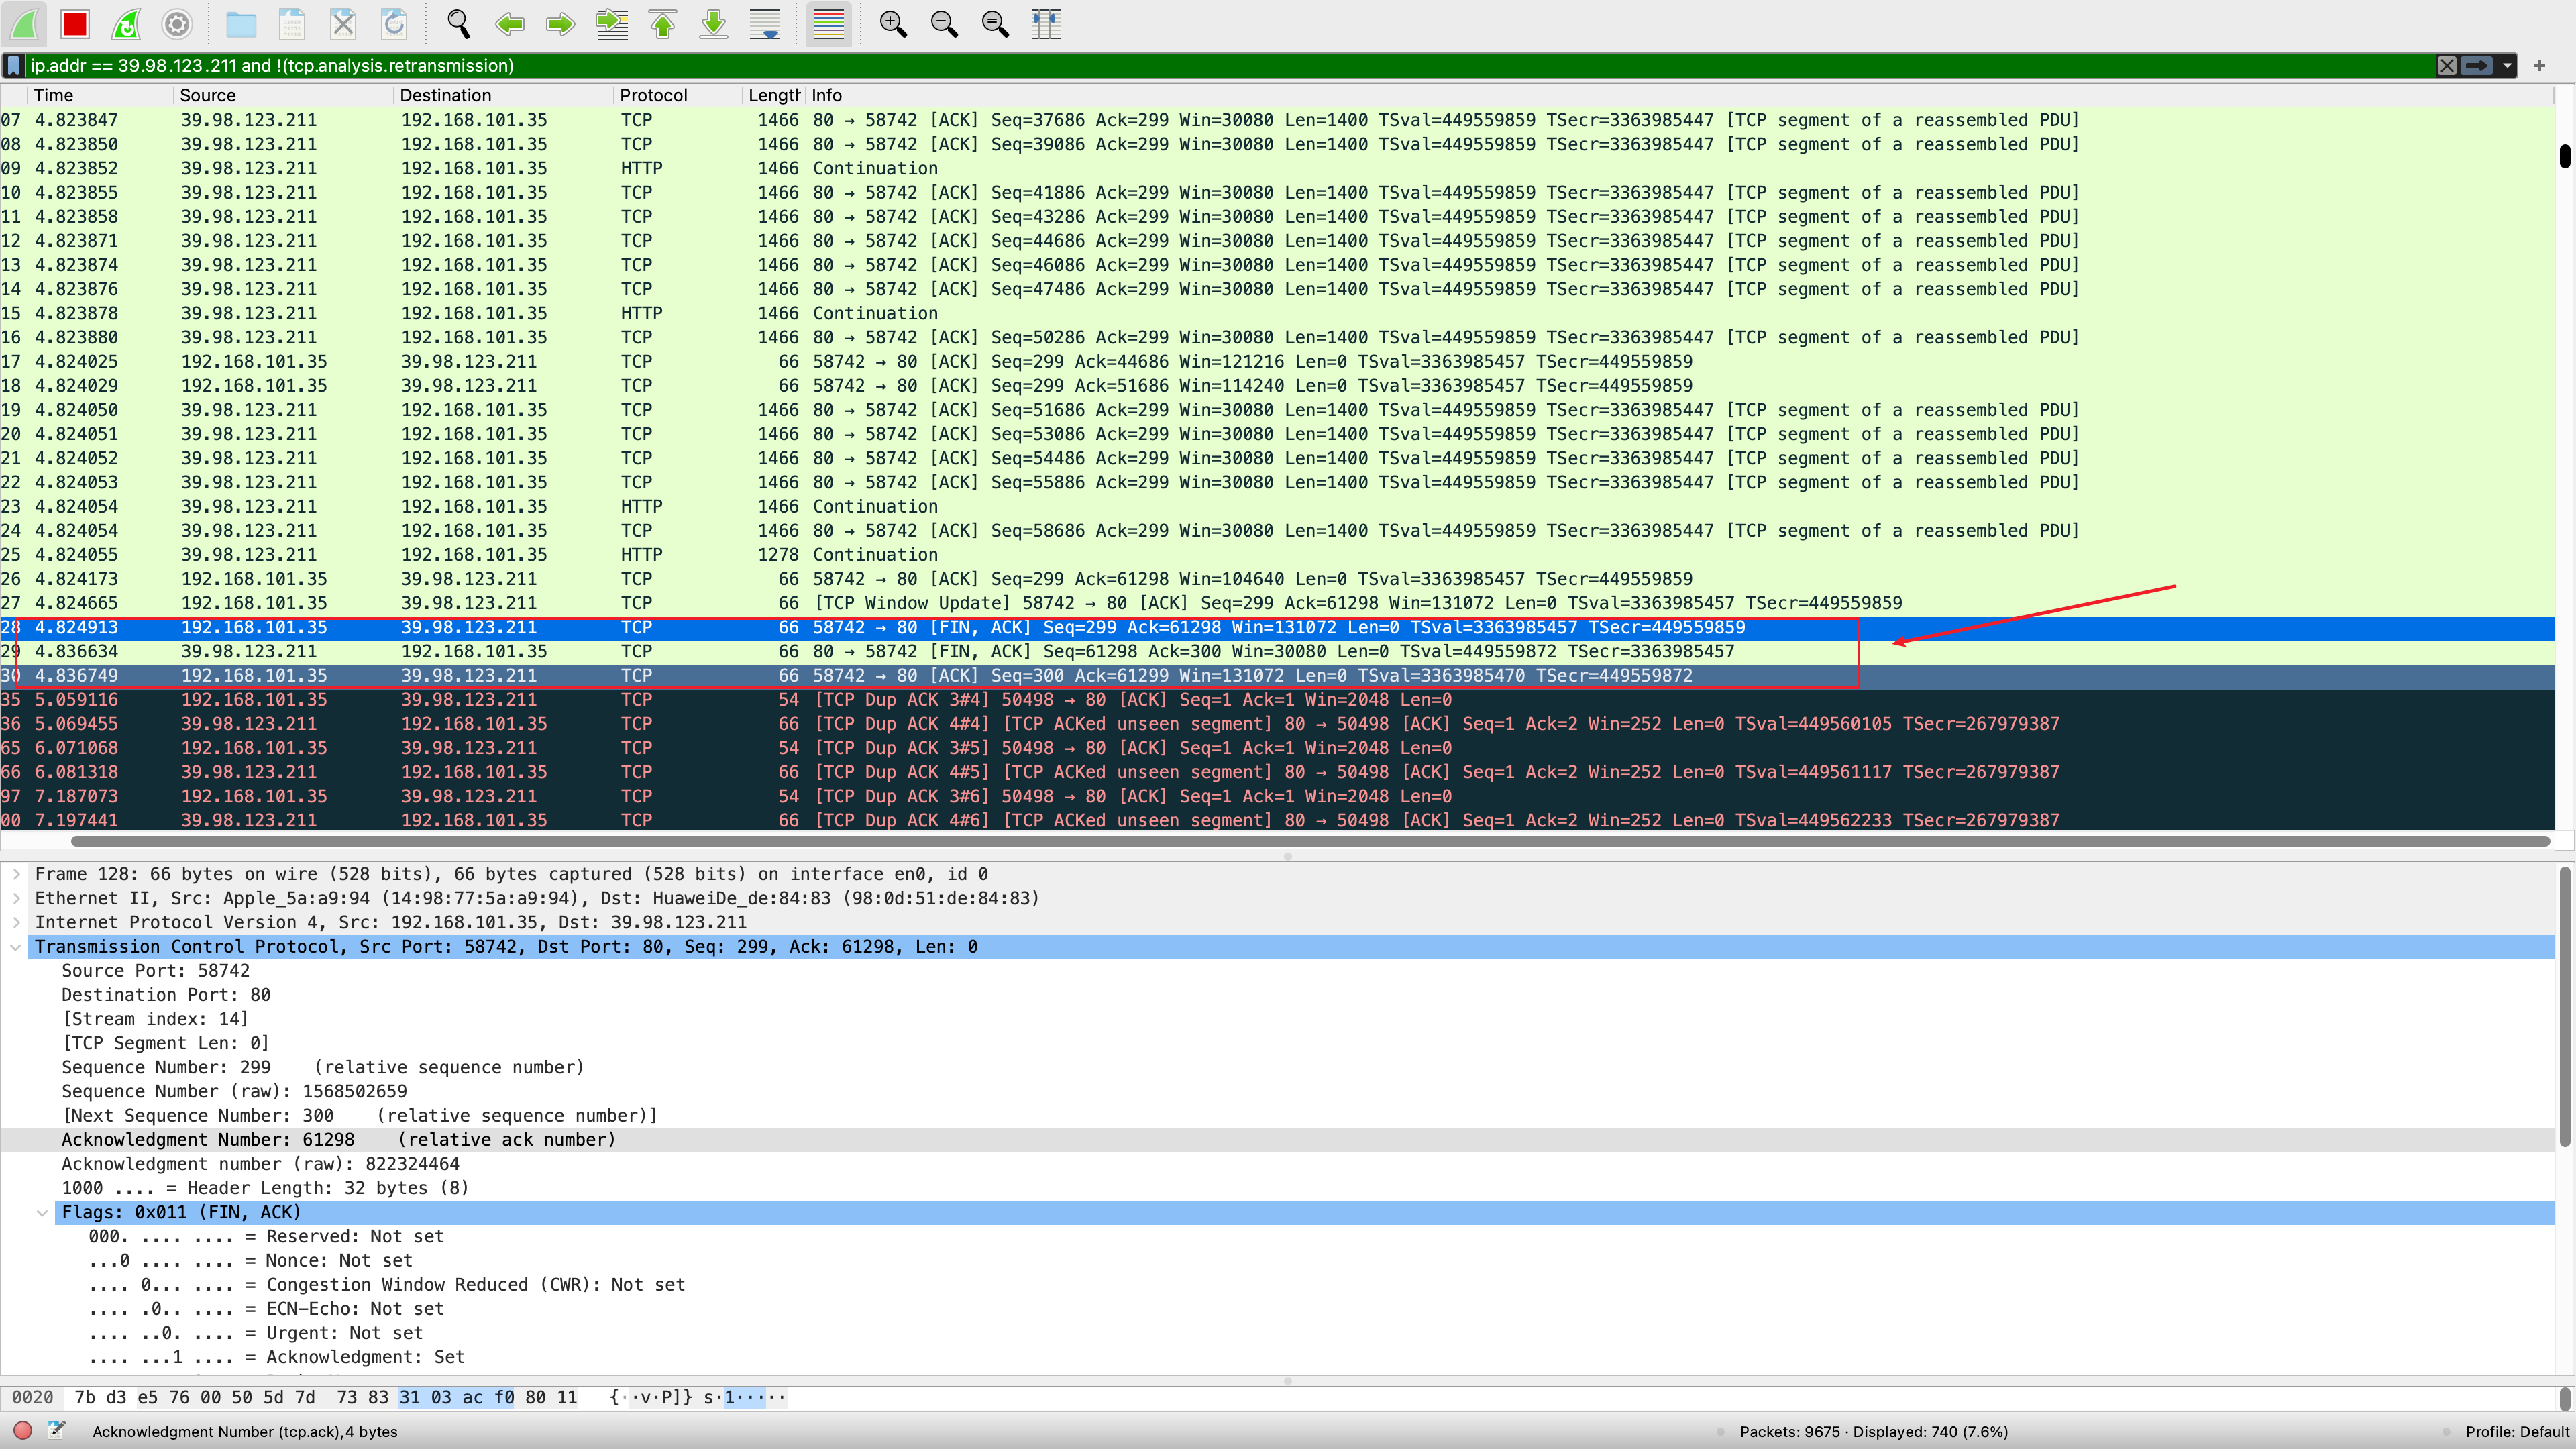 ip.addr == 39.98.123.211 and !(tcp.analysis.retransmission)
Time Source Destination Protocol Length Info
07 4.823847 39.98.123.211 192.168.101.35 TCP 1466 80 → 58742 [ACK] Seq=37686 Ack=299 Win=30080 Len=1400 TSval=449559859 TSecr=3363985447 [TCP segment of a reassembled PDU]
08 4.823850 39.98.123.211 192.168.101.35 TCP 1466 80 → 58742 [ACK] Seq=39086 Ack=299 Win=30080 Len=1400 TSval=449559859 TSecr=3363985447 [TCP segment of a reassembled PDU]
09 4.823852 39.98.123.211 192.168.101.35 HTTP 1466 Continuation
10 4.823855 39.98.123.211 192.168.101.35 TCP 1466 80 → 58742 [ACK] Seq=41886 Ack=299 Win=30080 Len=1400 TSval=449559859 TSecr=3363985447 [TCP segment of a reassembled PDU]
11 4.823858 39.98.123.211 192.168.101.35 TCP 1466 80 → 58742 [ACK] Seq=43286 Ack=299 Win=30080 Len=1400 TSval=449559859 TSecr=3363985447 [TCP segment of a reassembled PDU]
12 4.823871 39.98.123.211 192.168.101.35 TCP 1466 80 → 58742 [ACK] Seq=44686 Ack=299 Win=30080 Len=1400 TSval=449559859 TSecr=3363985447 [TCP segment of a reassembled PDU]
13 4.823874 39.98.123.211 192.168.101.35 TCP 1466 80 → 58742 [ACK] Seq=46086 Ack=299 Win=30080 Len=1400 TSval=449559859 TSecr=3363985447 [TCP segment of a reassembled PDU]
14 4.823876 39.98.123.211 192.168.101.35 TCP 1466 80 → 58742 [ACK] Seq=47486 Ack=299 Win=30080 Len=1400 TSval=449559859 TSecr=3363985447 [TCP segment of a reassembled PDU]
15 4.823878 39.98.123.211 192.168.101.35 HTTP 1466 Continuation
16 4.823880 39.98.123.211 192.168.101.35 TCP 1466 80 → 58742 [ACK] Seq=50286 Ack=299 Win=30080 Len=1400 TSval=449559859 TSecr=3363985447 [TCP segment of a reassembled PDU]
17 4.824025 192.168.101.35 39.98.123.211 TCP 66 58742 → 80 [ACK] Seq=299 Ack=44686 Win=121216 Len=0 TSval=3363985457 TSecr=449559859
18 4.824029 192.168.101.35 39.98.123.211 TCP 66 58742 → 80 [ACK] Seq=299 Ack=51686 Win=114240 Len=0 TSval=3363985457 TSecr=449559859
19 4.824050 39.98.123.211 192.168.101.35 TCP 1466 80 → 58742 [ACK] Seq=51686 Ack=299 Win=30080 Len=1400 TSval=449559859 TSecr=3363985447 [TCP segment of a reassembled PDU]
20 4.824051 39.98.123.211 192.168.101.35 TCP 1466 80 → 58742 [ACK] Seq=53086 Ack=299 Win=30080 Len=1400 TSval=449559859 TSecr=3363985447 [TCP segment of a reassembled PDU]
21 4.824052 39.98.123.211 192.168.101.35 TCP 1466 80 → 58742 [ACK] Seq=54486 Ack=299 Win=30080 Len=1400 TSval=449559859 TSecr=3363985447 [TCP segment of a reassembled PDU]
22 4.824053 39.98.123.211 192.168.101.35 TCP 1466 80 → 58742 [ACK] Seq=55886 Ack=299 Win=30080 Len=1400 TSval=449559859 TSecr=3363985447 [TCP segment of a reassembled PDU]
23 4.824054 39.98.123.211 192.168.101.35 HTTP 1466 Continuation
24 4.824054 39.98.123.211 192.168.101.35 TCP 1466 80 → 58742 [ACK] Seq=58686 Ack=299 Win=30080 Len=1400 TSval=449559859 TSecr=3363985447 [TCP segment of a reassembled PDU]
25 4.824055 39.98.123.211 192.168.101.35 HTTP 1278 Continuation
26 4.824173 192.168.101.35 39.98.123.211 TCP 66 58742 → 80 [ACK] Seq=299 Ack=61298 Win=104640 Len=0 TSval=3363985457 TSecr=449559859
27 4.824665 192.168.101.35 39.98.123.211 TCP 66 [TCP Window Update] 58742 → 80 [ACK] Seq=299 Ack=61298 Win=131072 Len=0 TSval=3363985457 TSecr=449559859
28 4.824913 192.168.101.35 39.98.123.211 TCP 66 58742 → 80 [FIN, ACK] Seq=299 Ack=61298 Win=131072 Len=0 TSval=3363985457 TSecr=449559859
29 4.836634 39.98.123.211 192.168.101.35 TCP 66 80 → 58742 [FIN, ACK] Seq=61298 Ack=300 Win=30080 Len=0 TSval=449559872 TSecr=3363985457
30 4.836749 192.168.101.35 39.98.123.211 TCP 66 58742 → 80 [ACK] Seq=300 Ack=61299 Win=131072 Len=0 TSval=3363985470 TSecr=449559872
35 5.059116 192.168.101.35 39.98.123.211 TCP 54 [TCP Dup ACK 3#4] 50498 → 80 [ACK] Seq=1 Ack=1 Win=2048 Len=0
36 5.069455 39.98.123.211 192.168.101.35 TCP 66 [TCP Dup ACK 4#4] [TCP ACKed unseen segment] 80 → 50498 [ACK] Seq=1 Ack=2 Win=252 Len=0 TSval=449560105 TSecr=267979387
65 6.071068 192.168.101.35 39.98.123.211 TCP 54 [TCP Dup ACK 3#5] 50498 → 80 [ACK] Seq=1 Ack=1 Win=2048 Len=0
66 6.081318 39.98.123.211 192.168.101.35 TCP 66 [TCP Dup ACK 4#5] [TCP ACKed unseen segment] 80 → 50498 [ACK] Seq=1 Ack=2 Win=252 Len=0 TSval=449561117 TSecr=267979387
97 7.187073 192.168.101.35 39.98.123.211 TCP 54 [TCP Dup ACK 3#6] 50498 → 80 [ACK] Seq=1 Ack=1 Win=2048 Len=0
00 7.197441 39.98.123.211 192.168.101.35 TCP 66 [TCP Dup ACK 4#6] [TCP ACKed unseen segment] 80 → 50498 [ACK] Seq=1 Ack=2 Win=252 Len=0 TSval=449562233 TSecr=267979387
Frame 128: 66 bytes on wire (528 bits), 66 bytes captured (528 bits) on interface en0, id 0
Ethernet II, Src: Apple_5a:a9:94 (14:98:77:5a:a9:94), Dst: HuaweiDe_de:84:83 (98:0d:51:de:84:83)
Internet Protocol Version 4, Src: 192.168.101.35, Dst: 39.98.123.211
Transmission Control Protocol, Src Port: 58742, Dst Port: 80, Seq: 299, Ack: 61298, Len: 0
Source Port: 58742
Destination Port: 80
[Stream index: 14]
[TCP Segment Len: 0]
Sequence Number: 299 (relative sequence number)
Sequence Number (raw): 1568502659
[Next Sequence Number: 300 (relative sequence number)]
Acknowledgment Number: 61298 (relative ack number)
Acknowledgment number (raw): 822324464
1000 .... = Header Length: 32 bytes (8)
Flags: 0x011 (FIN, ACK)
000. .... .... = Reserved: Not set
...0 .... .... = Nonce: Not set
.... 0... .... = Congestion Window Reduced (CWR): Not set
.... .0.. .... = ECN-Echo: Not set
.... ..0. .... = Urgent: Not set
.... ...1 .... = Acknowledgment: Set
0020 7b d3 e5 76 00 50 5d 7d 73 83 31 03 ac f0 80 11 {··v·P]} s·1·····
Acknowledgment Number (tcp.ack),4 bytes
Packets: 9675 · Displayed: 740 (7.6%)
Profile: Default